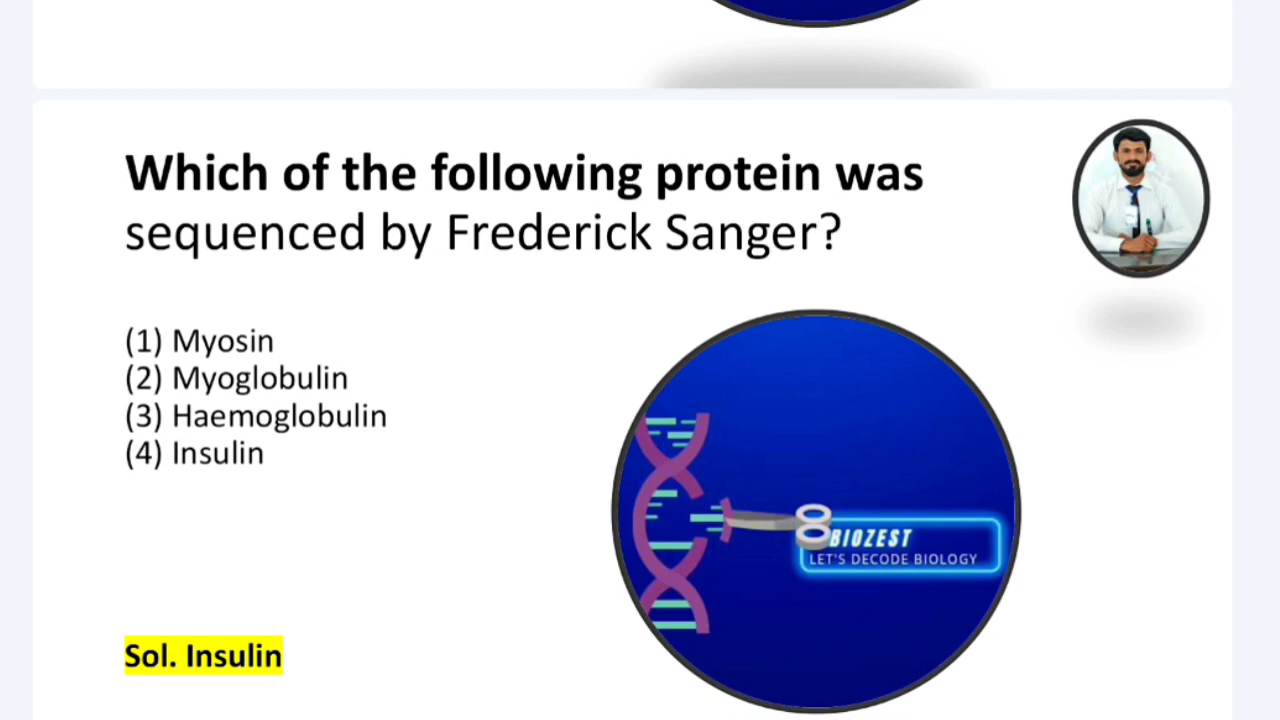 Which of the following protein was
sequenced by Frederick Sanger?
(1) Myosin
(2) Myoglobulin
(3) Haemoglobulin
(4) Insulin
BIOZEST
LET'S DECODE BIOLOGY
Sol. Insulin